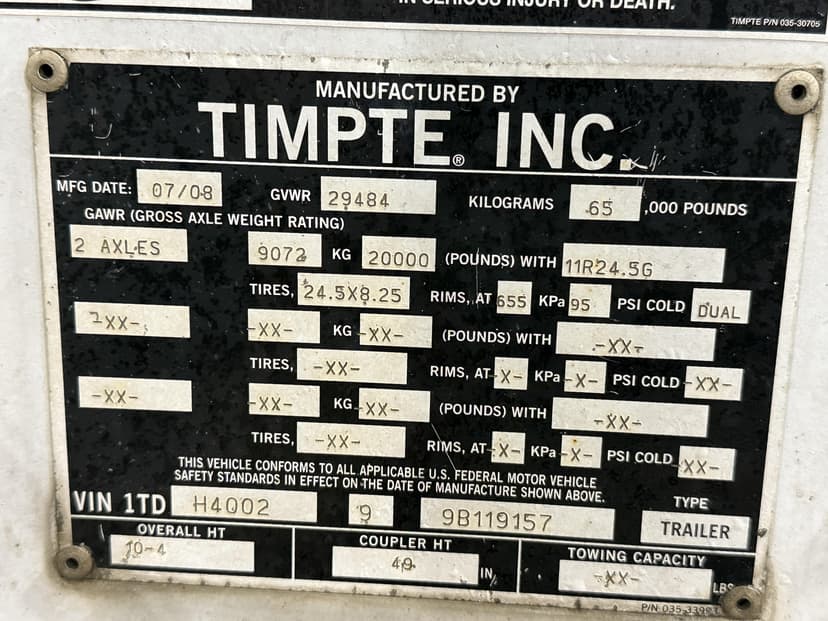 IN SERIOUS INJURY OR DEATH.
TIMPTE P/N 035-30705
MANUFACTURED BY
TIMPTE® INC.
MFG DATE: 07/08 GVWR 29484 KILOGRAMS 65 ,000 POUNDS
GAWR (GROSS AXLE WEIGHT RATING)
2 AXLES 9072 KG 20000 (POUNDS) WITH 11R24.5G
TIRES, 24.5X8.25 RIMS, AT 655 KPa 95 PSI COLD DUAL
-XX- -XX- KG -XX- (POUNDS) WITH -XX-
TIRES, -XX- RIMS, AT -X- KPa -X- PSI COLD -XX-
-XX- -XX- KG -XX- (POUNDS) WITH -XX-
TIRES, -XX- RIMS, AT -X- KPa -X- PSI COLD -XX-
THIS VEHICLE CONFORMS TO ALL APPLICABLE U.S. FEDERAL MOTOR VEHICLE
SAFETY STANDARDS IN EFFECT ON THE DATE OF MANUFACTURE SHOWN ABOVE.
VIN 1TD H4002 9 9B119157 TYPE TRAILER
OVERALL HT 10-4 COUPLER HT 49 IN TOWING CAPACITY -XX- LBS
P/N